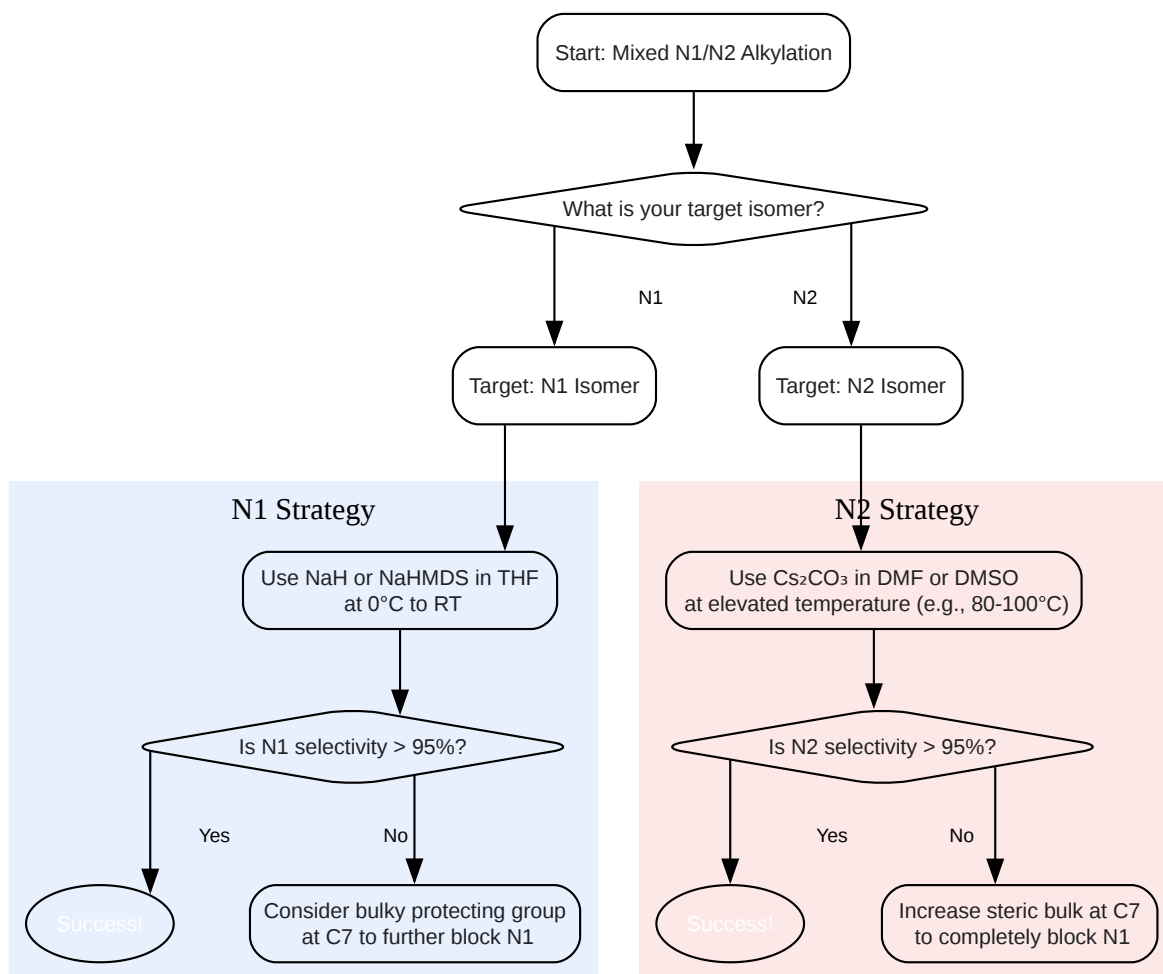 Start: Mixed N1/N2 Alkylation
What is your target isomer?
N1
N2
Target: N1 Isomer
Target: N2 Isomer
N1 Strategy
Use NaH or NaHMDS in THF
at 0°C to RT
Is N1 selectivity > 95%?
Yes
No
Success!
Consider bulky protecting group
at C7 to further block N1
N2 Strategy
Use Cs₂CO₃ in DMF or DMSO
at elevated temperature (e.g., 80-100°C)
Is N2 selectivity > 95%?
Yes
No
Success!
Increase steric bulk at C7
to completely block N1